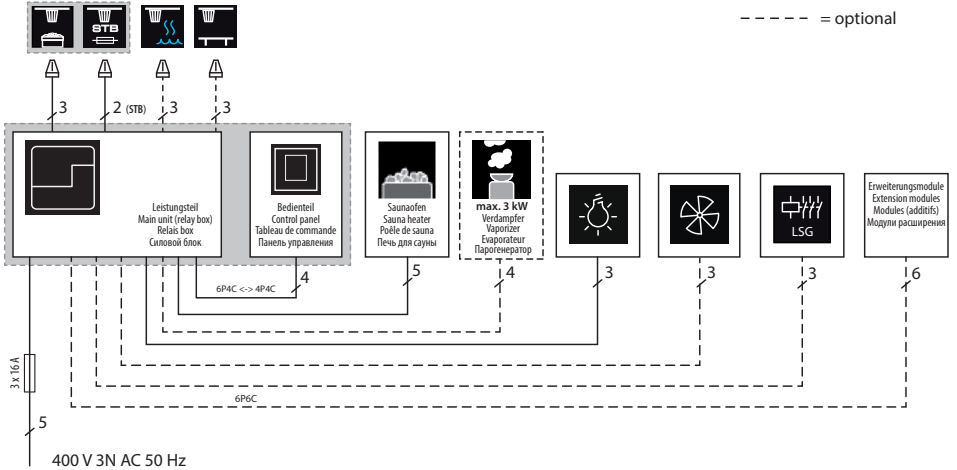 - - - - - = optional
STB
3
2 (STB)
3
3
Leistungsteil
Main unit (relay box)
Relais box
Силовой блок
Bedienteil
Control panel
Tableau de commande
Панель управления
Saunaofen
Sauna heater
Poêle de sauna
Печь для сауны
max. 3 kW
Verdampfer
Vaporizer
Evaporateur
Парогенератор
LSG
Erweiterungsmodule
Extension modules
Modules (additifs)
Модули расширения
4
5
4
3
3
3
6
6P4C <-> 4P4C
3 x 16 A
6P6C
5
400 V 3N AC 50 Hz